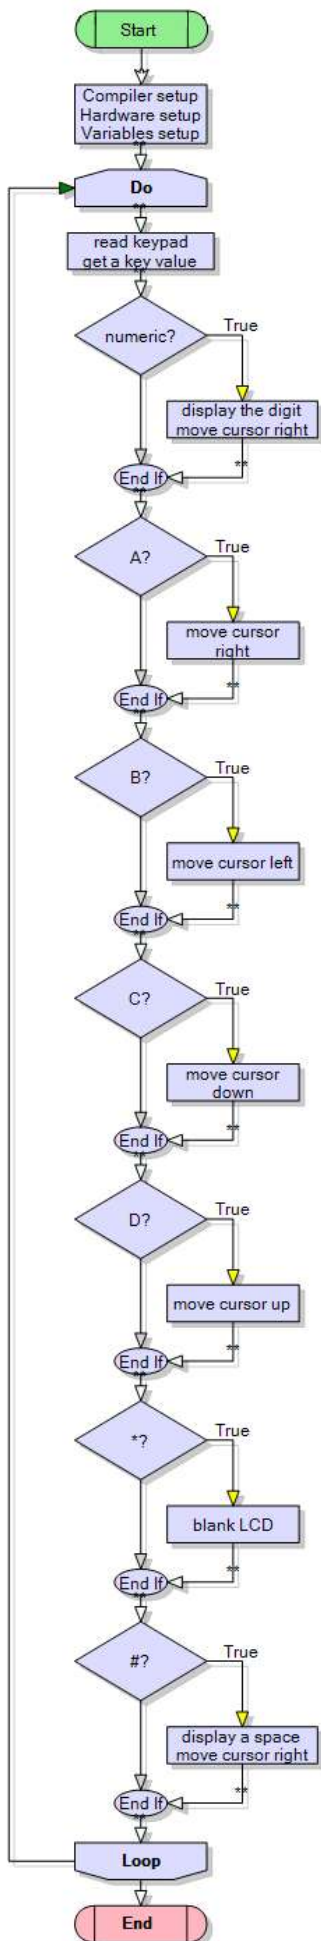 Start
Compiler setup
Hardware setup
Variables setup
**
Do
**
read keypad
get a key value
numeric?
True
display the digit
move cursor right
**
End If
**
A?
True
move cursor
right
**
End If
**
B?
True
move cursor left
**
End If
**
C?
True
move cursor
down
**
End If
**
D?
True
move cursor up
**
End If
**
*?
True
blank LCD
**
End If
**
#?
True
display a space
move cursor right
**
End If
**
Loop
End